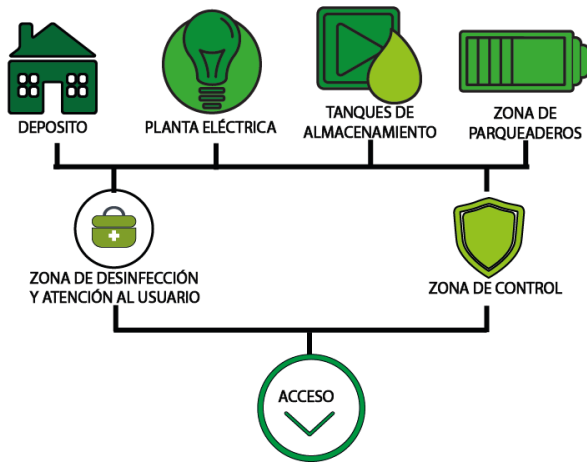 DEPOSITO
PLANTA ELÉCTRICA
TANQUES DE
ALMACENAMIENTO
ZONA DE
PARQUEADEROS
ZONA DE DESINFECCIÓN
Y ATENCIÓN AL USUARIO
ZONA DE CONTROL
ACCESO